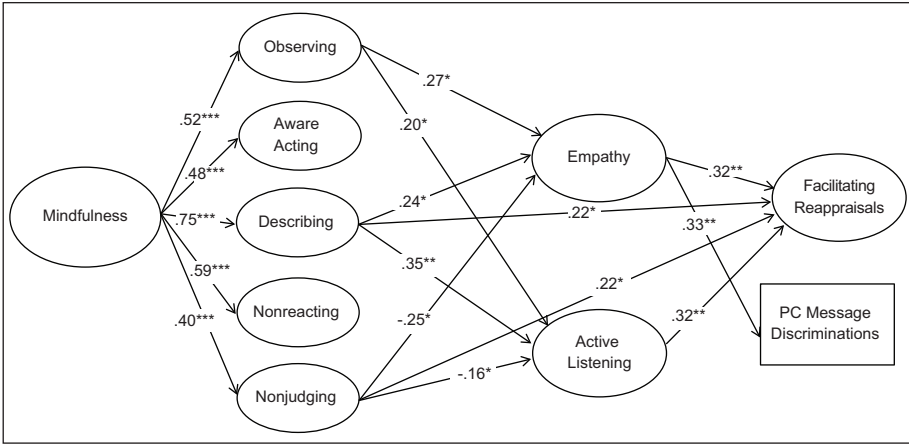 Observing
.27*
.52***
.20*
Aware
Acting
Empathy
.32**
.48***
Facilitating
Reappraisals
Mindfulness
.24*
.75***
Describing
.22*
.33**
.35**
.59***
.22*
Nonreacting
-.25*
.32**
PC Message
Discriminations
.40***
Active
Listening
-.16*
Nonjudging